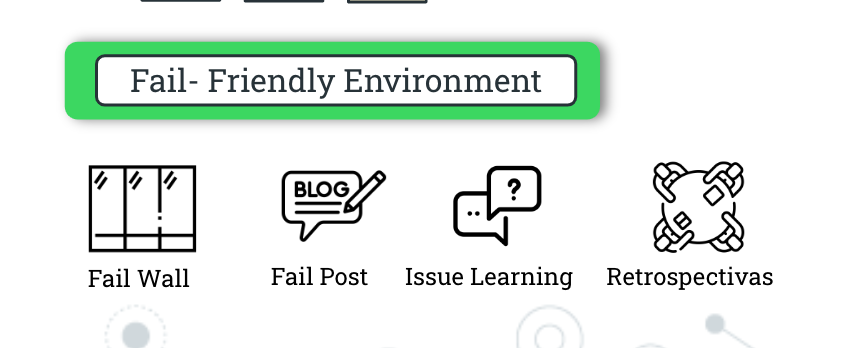 Fail- Friendly Environment
BLOG
?
Fail Wall
Fail Post
Issue Learning
Retrospectivas